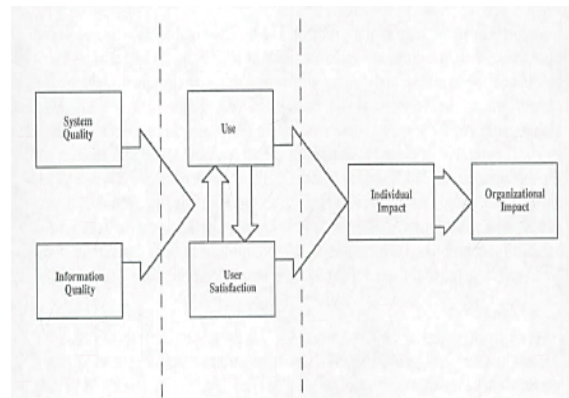 System
Quality
Use
Individual
Impact
Organizational
Impact
Information
Quality
User
Satisfaction